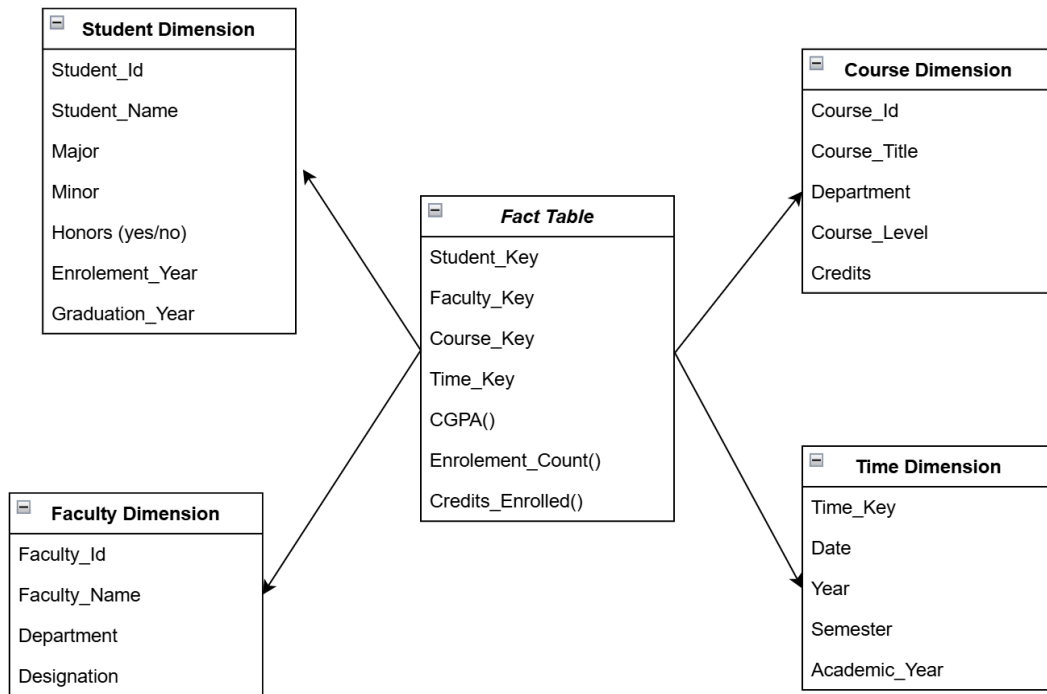 Student Dimension
Student_Id
Student_Name
Major
Minor
Honors (yes/no)
Enrolement_Year
Graduation_Year
Course Dimension
Course_Id
Course_Title
Department
Course_Level
Credits
Fact Table
Student_Key
Faculty_Key
Course_Key
Time_Key
CGPA()
Enrolement_Count()
Credits_Enrolled()
Faculty Dimension
Faculty_Id
Faculty_Name
Department
Designation
Time Dimension
Time_Key
Date
Year
Semester
Academic_Year